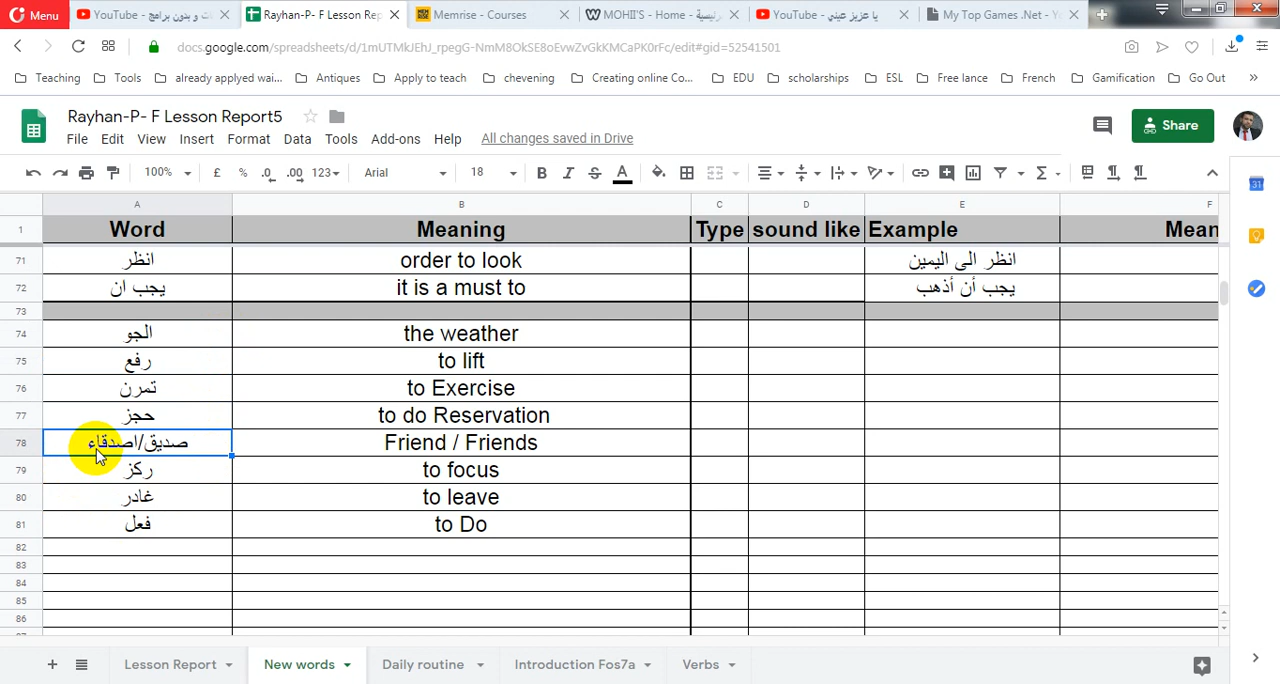 Menu
YouTube - ت و بدون برامج
Rayhan-P- F Lesson Rep
Memrise - Courses
MOHII'S - Home - رئيسية
YouTube - يا عزيز عيني
My Top Games .Net - Yo
docs.google.com/spreadsheets/d/1mUTMkJEhJ_rpegG-NmM8OkSE8oEvwZvGkKMCaPK0rFc/edit#gid=52541501
Teaching Tools already applyed wai... Antiques Apply to teach chevening Creating online Co... EDU scholarships ESL Free lance French Gamification Go Out »
Rayhan-P- F Lesson Report5
Share
File Edit View Insert Format Data Tools Add-ons Help All changes saved in Drive
100% £ % .0 .00 123 Arial 18 B I S A
31
A B C D E F
1 Word Meaning Type sound like Example Mean
71 انظر order to look انظر الى اليمين
72 يجب ان it is a must to يجب أن أذهب
73
74 الجو the weather
75 رفع to lift
76 تمرن to Exercise
77 حجز to do Reservation
78 صديق/اصدقاء Friend / Friends
79 ركز to focus
80 غادر to leave
81 فعل to Do
82
83
84
85
86
Lesson Report New words Daily routine Introduction Fos7a Verbs